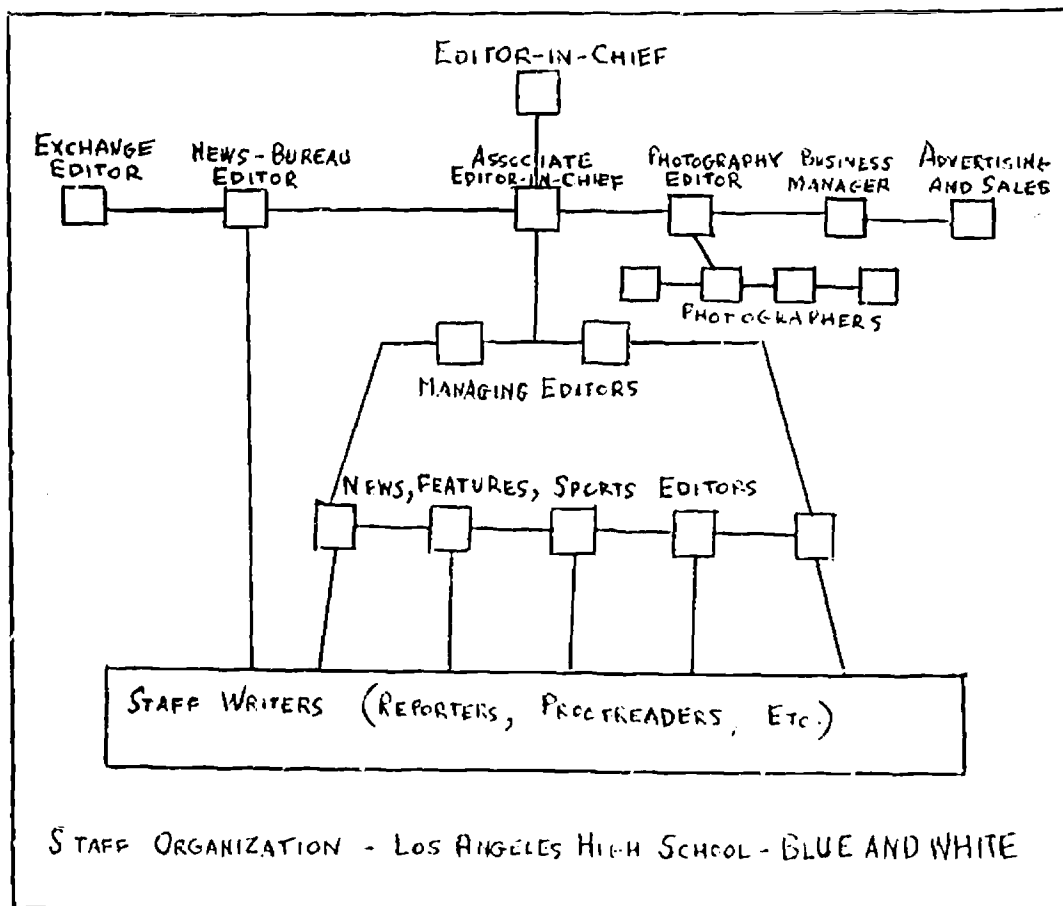 EDITOR-IN-CHIEF
EXCHANGE
EDITOR
NEWS-BUREAU
EDITOR
ASSOCIATE
EDITOR-IN-CHIEF
PHOTOGRAPHY
EDITOR
BUSINESS
MANAGER
ADVERTISING
AND SALES
PHOTOGRAPHERS
MANAGING EDITORS
NEWS, FEATURES, SPORTS EDITORS
STAFF WRITERS (REPORTERS, PROOFREADERS, ETC.)
STAFF ORGANIZATION - LOS ANGELES HIGH SCHOOL - BLUE AND WHITE